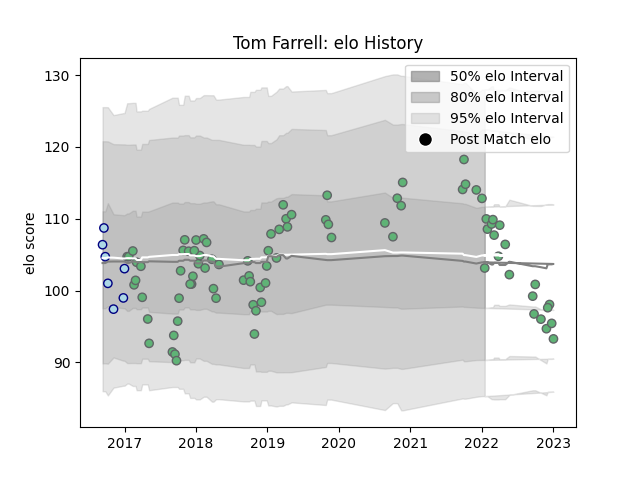 Tom Farrell: elo History
50% elo Interval
80% elo Interval
95% elo Interval
Post Match elo
elo score
130
120
110
100
90
2017 2018 2019 2020 2021 2022 2023